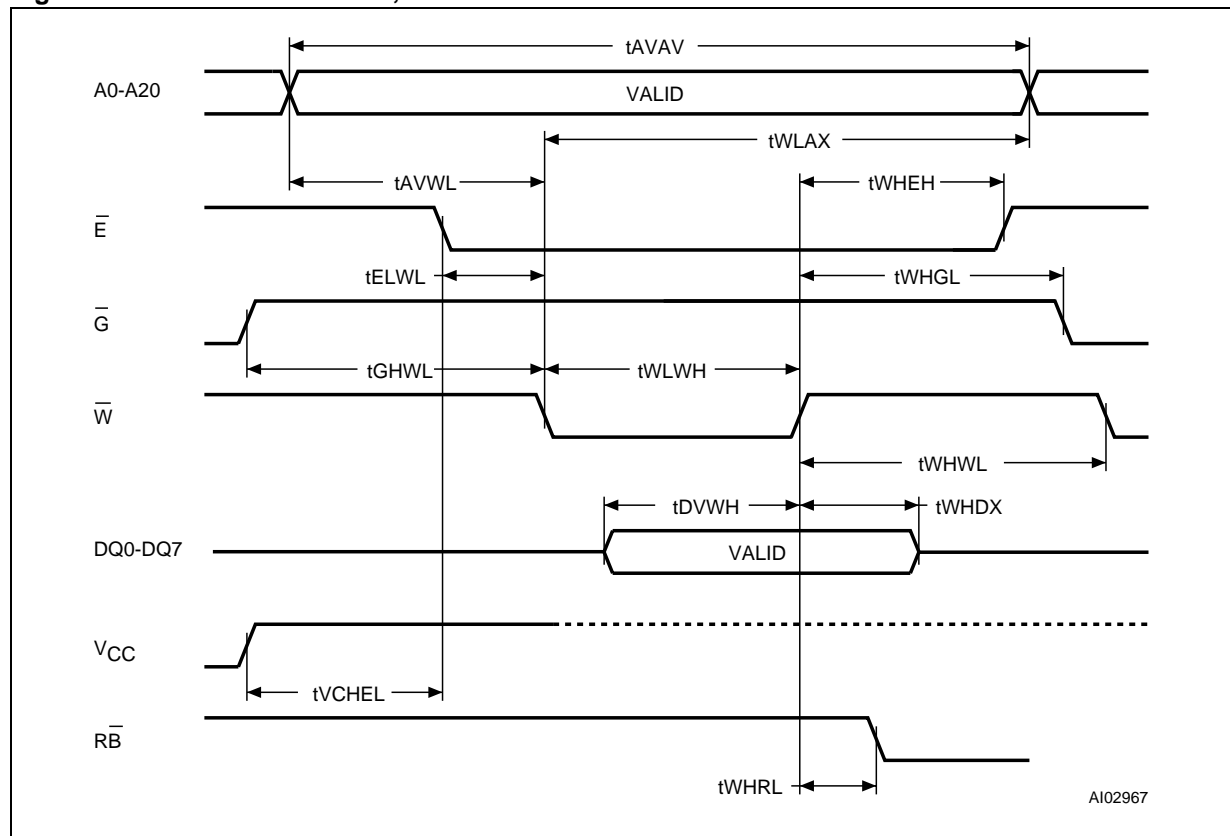 tAVAV
A0-A20
VALID
tWLAX
tAVWL
tWHEH
E̅
tELWL
tWHGL
G̅
tGHWL
tWLWH
W̅
tWHWL
tDVWH
tWHDX
DQ0-DQ7
VALID
VCC
tVCHEL
RB̅
tWHRL
AI02967